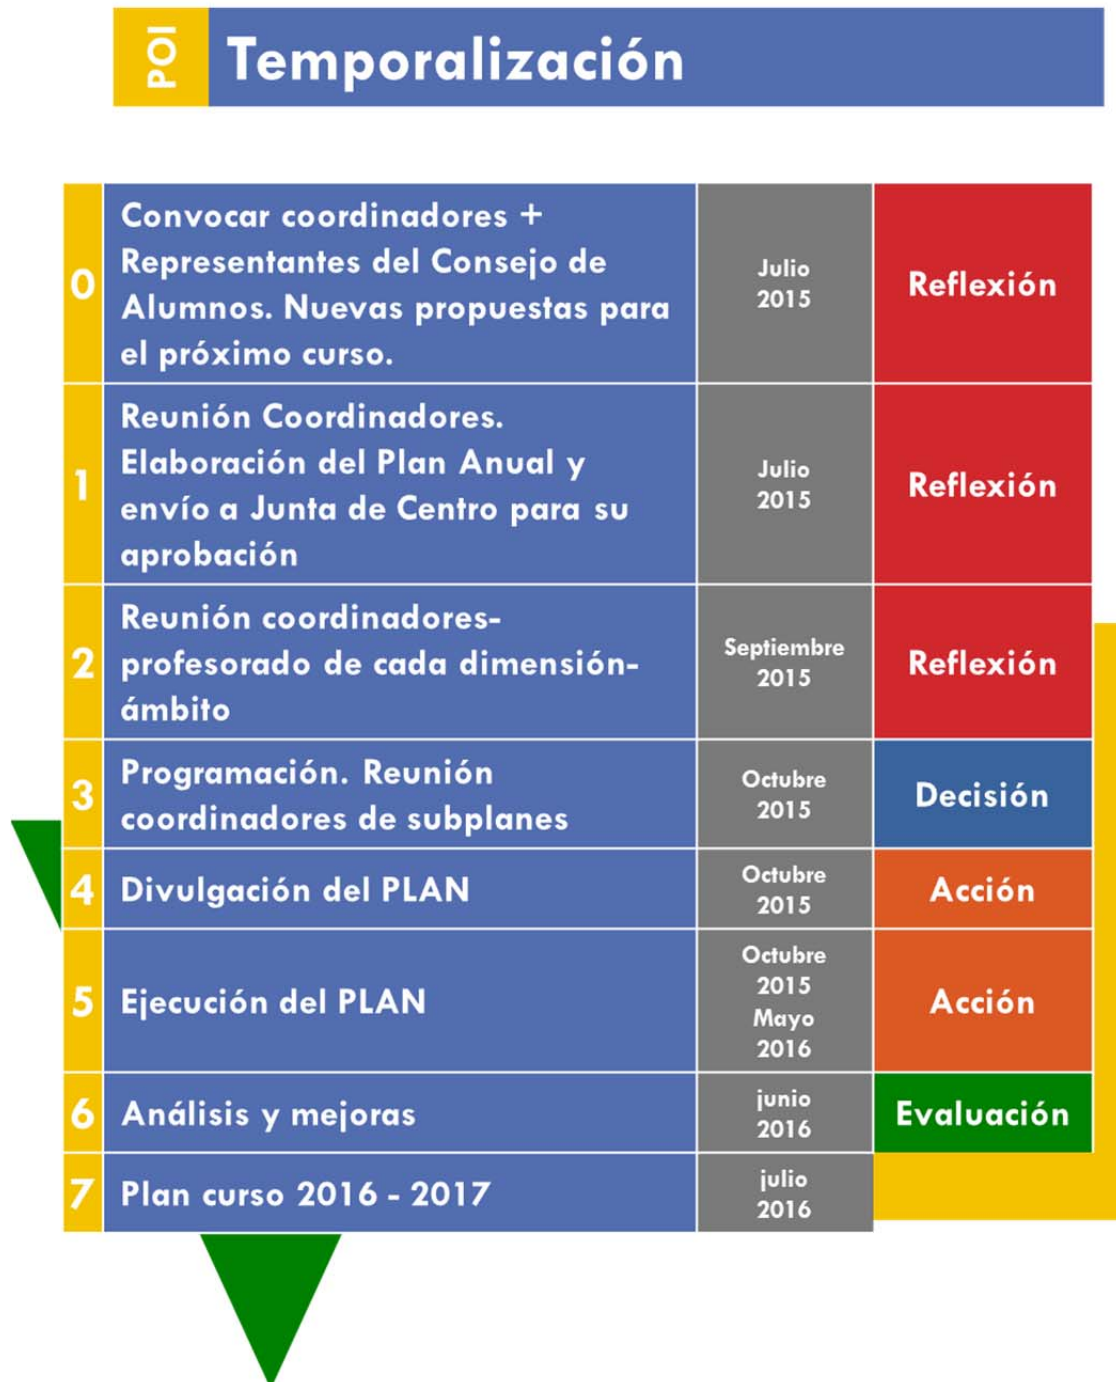 POI
Temporalización
0
Convocar coordinadores +
Representantes del Consejo de
Alumnos. Nuevas propuestas para
el próximo curso.
Julio
2015
Reflexión
1
Reunión Coordinadores.
Elaboración del Plan Anual y
envío a Junta de Centro para su
aprobación
Julio
2015
Reflexión
2
Reunión coordinadores-
profesorado de cada dimensión-
ámbito
Septiembre
2015
Reflexión
3
Programación. Reunión
coordinadores de subplanes
Octubre
2015
Decisión
4
Divulgación del PLAN
Octubre
2015
Acción
5
Ejecución del PLAN
Octubre
2015
Mayo
2016
Acción
6
Análisis y mejoras
junio
2016
Evaluación
7
Plan curso 2016 - 2017
julio
2016